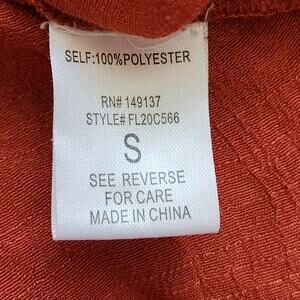 SELF:100%POLYESTER
RN# 149137
STYLE# FL20C566
S
SEE REVERSE
FOR CARE
MADE IN CHINA